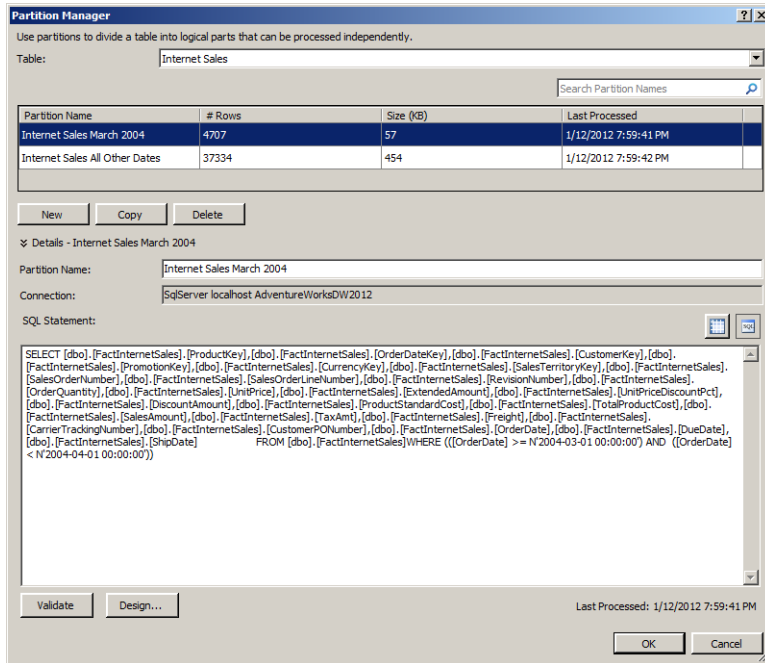 Partition Manager
Use partitions to divide a table into logical parts that can be processed independently.
Table: Internet Sales
Search Partition Names
Partition Name # Rows Size (KB) Last Processed
Internet Sales March 2004 4707 57 1/12/2012 7:59:41 PM
Internet Sales All Other Dates 37334 454 1/12/2012 7:59:42 PM
New Copy Delete
Details - Internet Sales March 2004
Partition Name: Internet Sales March 2004
Connection: SqlServer localhost AdventureWorksDW2012
SQL Statement: SQL
SELECT [dbo].[FactInternetSales].[ProductKey],[dbo].[FactInternetSales].[OrderDateKey],[dbo].[FactInternetSales].[CustomerKey],[dbo].
[FactInternetSales].[PromotionKey],[dbo].[FactInternetSales].[CurrencyKey],[dbo].[FactInternetSales].[SalesTerritoryKey],[dbo].[FactInternetSales].
[SalesOrderNumber],[dbo].[FactInternetSales].[SalesOrderLineNumber],[dbo].[FactInternetSales].[RevisionNumber],[dbo].[FactInternetSales].
[OrderQuantity],[dbo].[FactInternetSales].[UnitPrice],[dbo].[FactInternetSales].[ExtendedAmount],[dbo].[FactInternetSales].[UnitPriceDiscountPct],
[dbo].[FactInternetSales].[DiscountAmount],[dbo].[FactInternetSales].[ProductStandardCost],[dbo].[FactInternetSales].[TotalProductCost],[dbo].
[FactInternetSales].[SalesAmount],[dbo].[FactInternetSales].[TaxAmt],[dbo].[FactInternetSales].[Freight],[dbo].[FactInternetSales].
[CarrierTrackingNumber],[dbo].[FactInternetSales].[CustomerPONumber],[dbo].[FactInternetSales].[OrderDate],[dbo].[FactInternetSales].[DueDate],
[dbo].[FactInternetSales].[ShipDate] FROM [dbo].[FactInternetSales]WHERE (([OrderDate] >= N'2004-03-01 00:00:00') AND ([OrderDate]
< N'2004-04-01 00:00:00'))
Validate Design... Last Processed: 1/12/2012 7:59:41 PM
OK Cancel